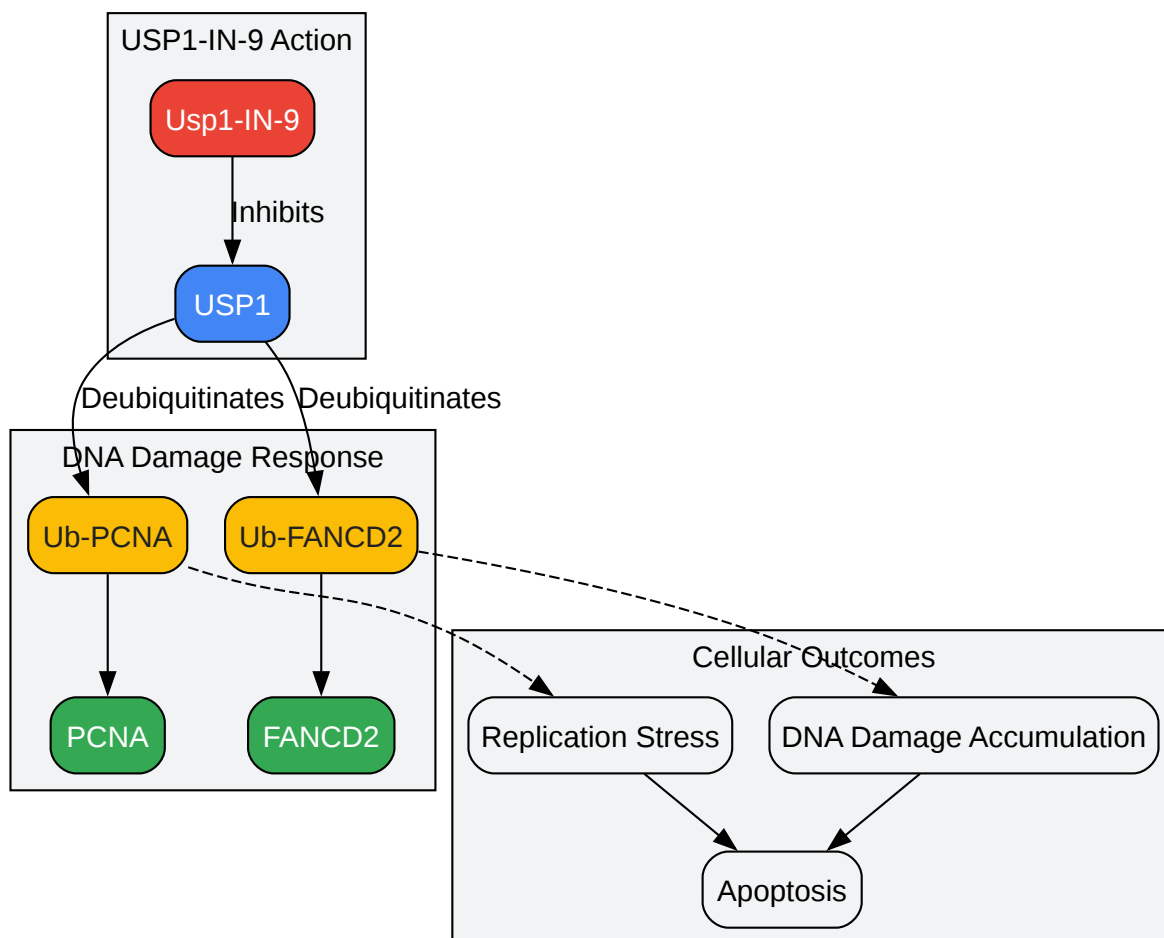 USP1-IN-9 Action
Usp1-IN-9
Inhibits
USP1
Deubiquitinates
Deubiquitinates
DNA Damage Response
Ub-PCNA
Ub-FANCD2
PCNA
FANCD2
Cellular Outcomes
Replication Stress
DNA Damage Accumulation
Apoptosis